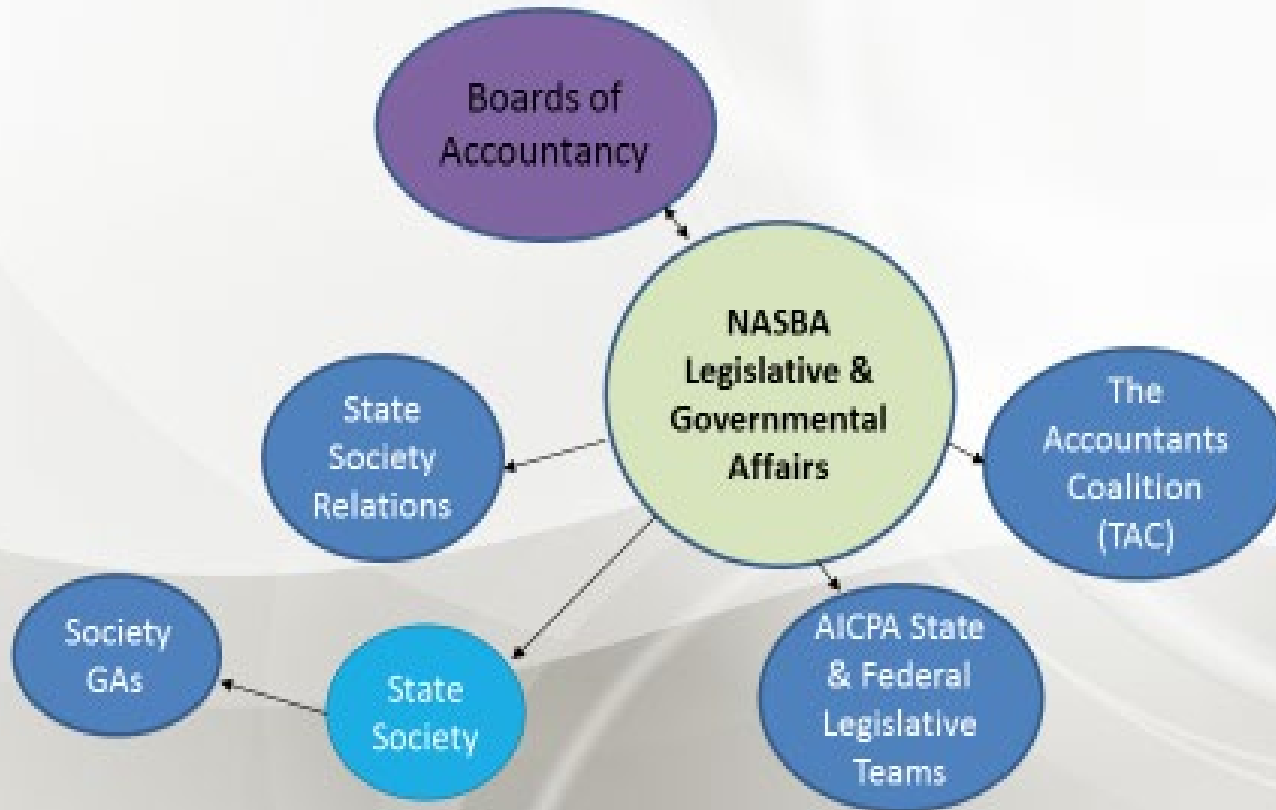 Boards of
Accountancy
NASBA
Legislative &
Governmental
Affairs
State
Society
Relations
The
Accountants
Coalition
(TAC)
Society
GAs
State
Society
AICPA State
& Federal
Legislative
Teams